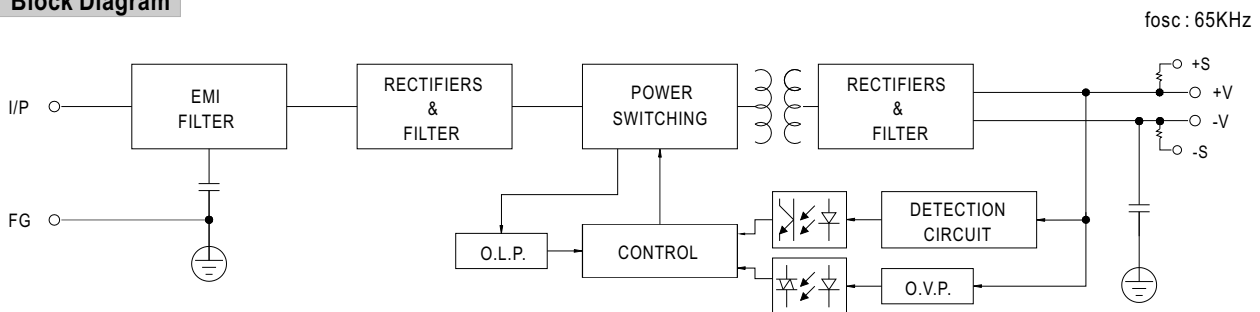 Block Diagram
fosc : 65KHz
I/P
EMI
FILTER
RECTIFIERS
&
FILTER
POWER
SWITCHING
RECTIFIERS
&
FILTER
+S
+V
-V
-S
FG
O.L.P.
CONTROL
DETECTION
CIRCUIT
O.V.P.